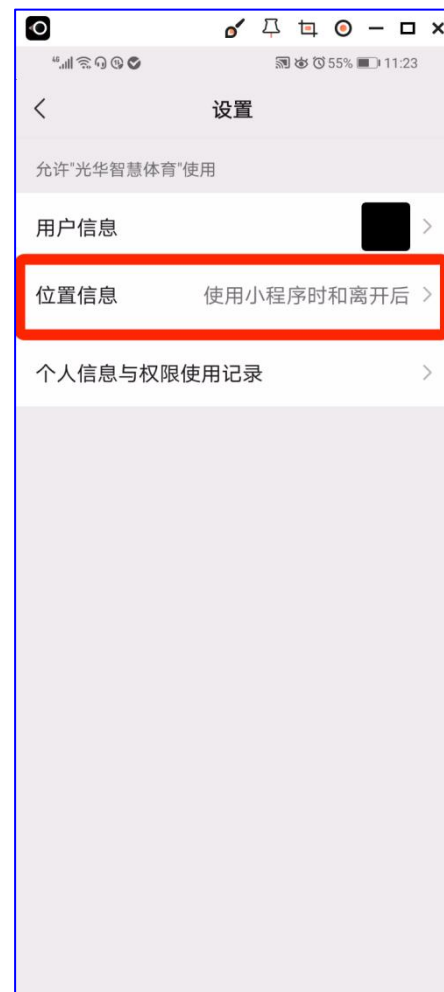 55% 11:23
设置
允许"光华智慧体育"使用
用户信息
位置信息 使用小程序时和离开后
个人信息与权限使用记录